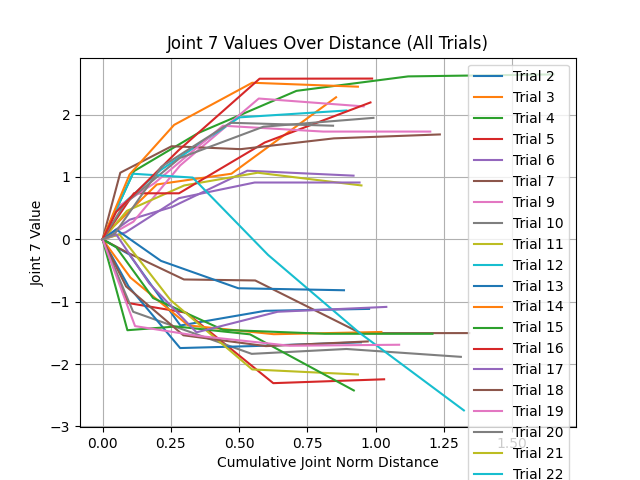 Joint 7 Values Over Distance (All Trials)
Joint 7 Value
2
1
0
−1
−2
−3
0.00 0.25 0.50 0.75 1.00 1.25 1.50
Cumulative Joint Norm Distance
Trial 2
Trial 3
Trial 4
Trial 5
Trial 6
Trial 7
Trial 9
Trial 10
Trial 11
Trial 12
Trial 13
Trial 14
Trial 15
Trial 16
Trial 17
Trial 18
Trial 19
Trial 20
Trial 21
Trial 22